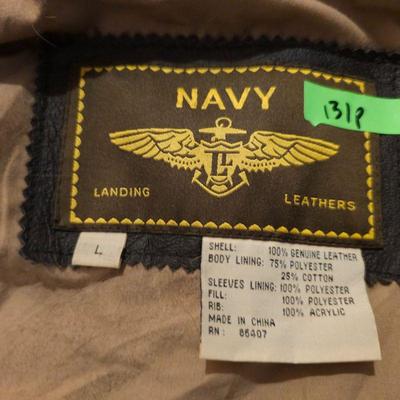 NAVY
131P
LANDING LEATHERS
L
SHELL: 100% GENUINE LEATHER
BODY LINING: 75% POLYESTER
25% COTTON
SLEEVES LINING: 100% POLYESTER
FILL: 100% POLYESTER
RIB: 100% ACRYLIC
MADE IN CHINA
RN: 86407